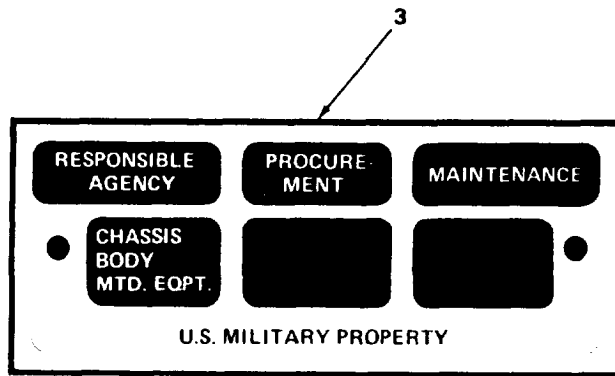 3
RESPONSIBLE AGENCY
PROCURE-
MENT
MAINTENANCE
CHASSIS
BODY
MTD. EQPT.
U.S. MILITARY PROPERTY